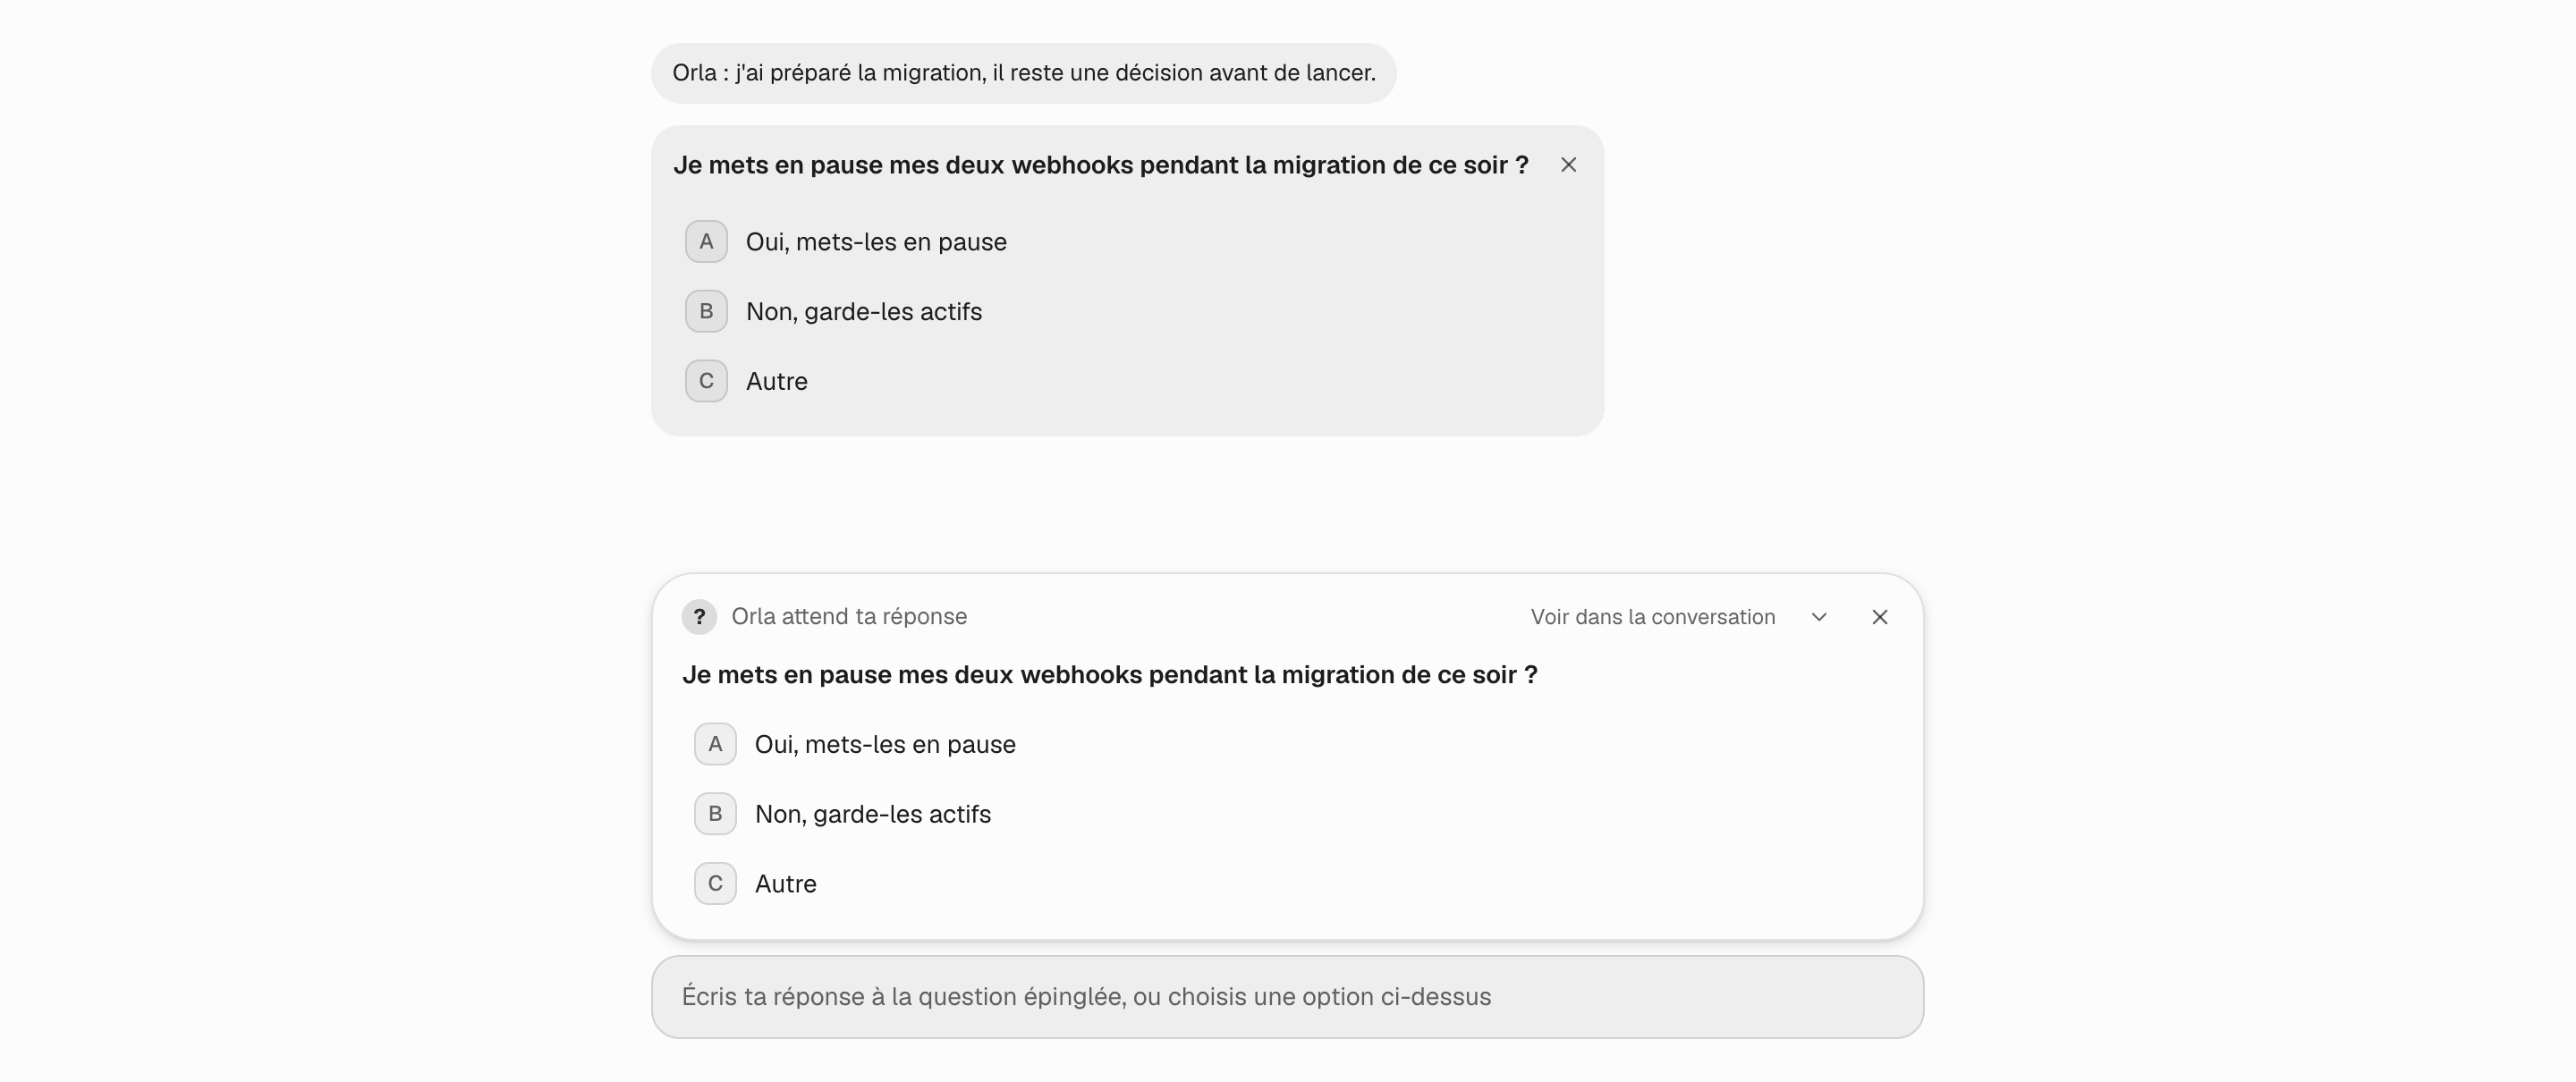 Orla : j'ai préparé la migration, il reste une décision avant de lancer.
Je mets en pause mes deux webhooks pendant la migration de ce soir ?
A Oui, mets-les en pause
B Non, garde-les actifs
C Autre
? Orla attend ta réponse Voir dans la conversation
Je mets en pause mes deux webhooks pendant la migration de ce soir ?
A Oui, mets-les en pause
B Non, garde-les actifs
C Autre
Écris ta réponse à la question épinglée, ou choisis une option ci-dessus